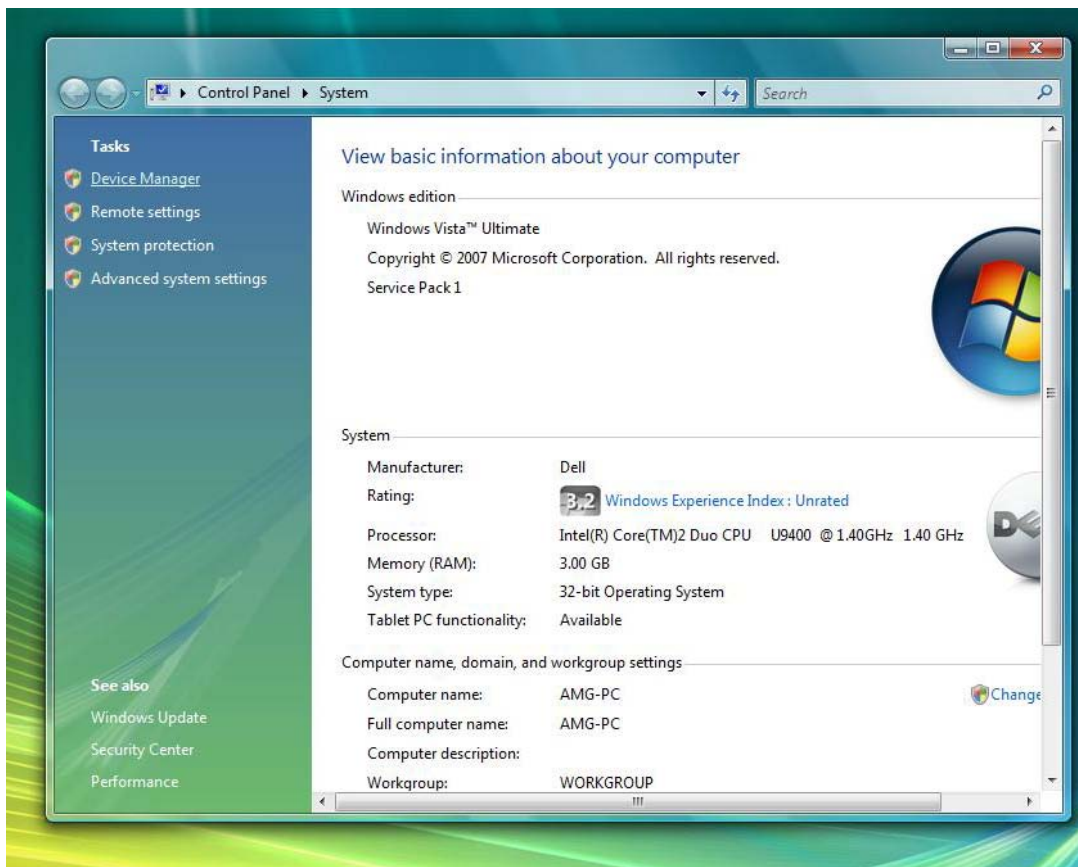 Control Panel System
Search
Tasks
Device Manager
Remote settings
System protection
Advanced system settings
See also
Windows Update
Security Center
Performance
View basic information about your computer
Windows edition
Windows Vista™ Ultimate
Copyright © 2007 Microsoft Corporation. All rights reserved.
Service Pack 1
System
Manufacturer: Dell
Rating: 3.2 Windows Experience Index : Unrated
Processor: Intel(R) Core(TM)2 Duo CPU U9400 @ 1.40GHz 1.40 GHz
Memory (RAM): 3.00 GB
System type: 32-bit Operating System
Tablet PC functionality: Available
Computer name, domain, and workgroup settings
Computer name: AMG-PC Change
Full computer name: AMG-PC
Computer description:
Workgroup: WORKGROUP